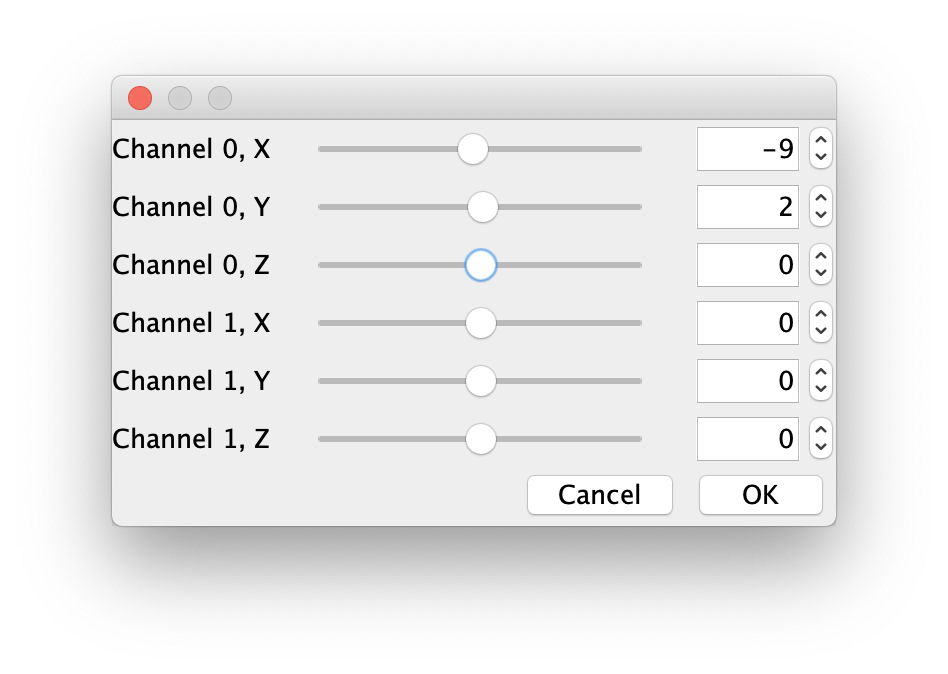 Channel 0, X -9
Channel 0, Y 2
Channel 0, Z 0
Channel 1, X 0
Channel 1, Y 0
Channel 1, Z 0
Cancel OK